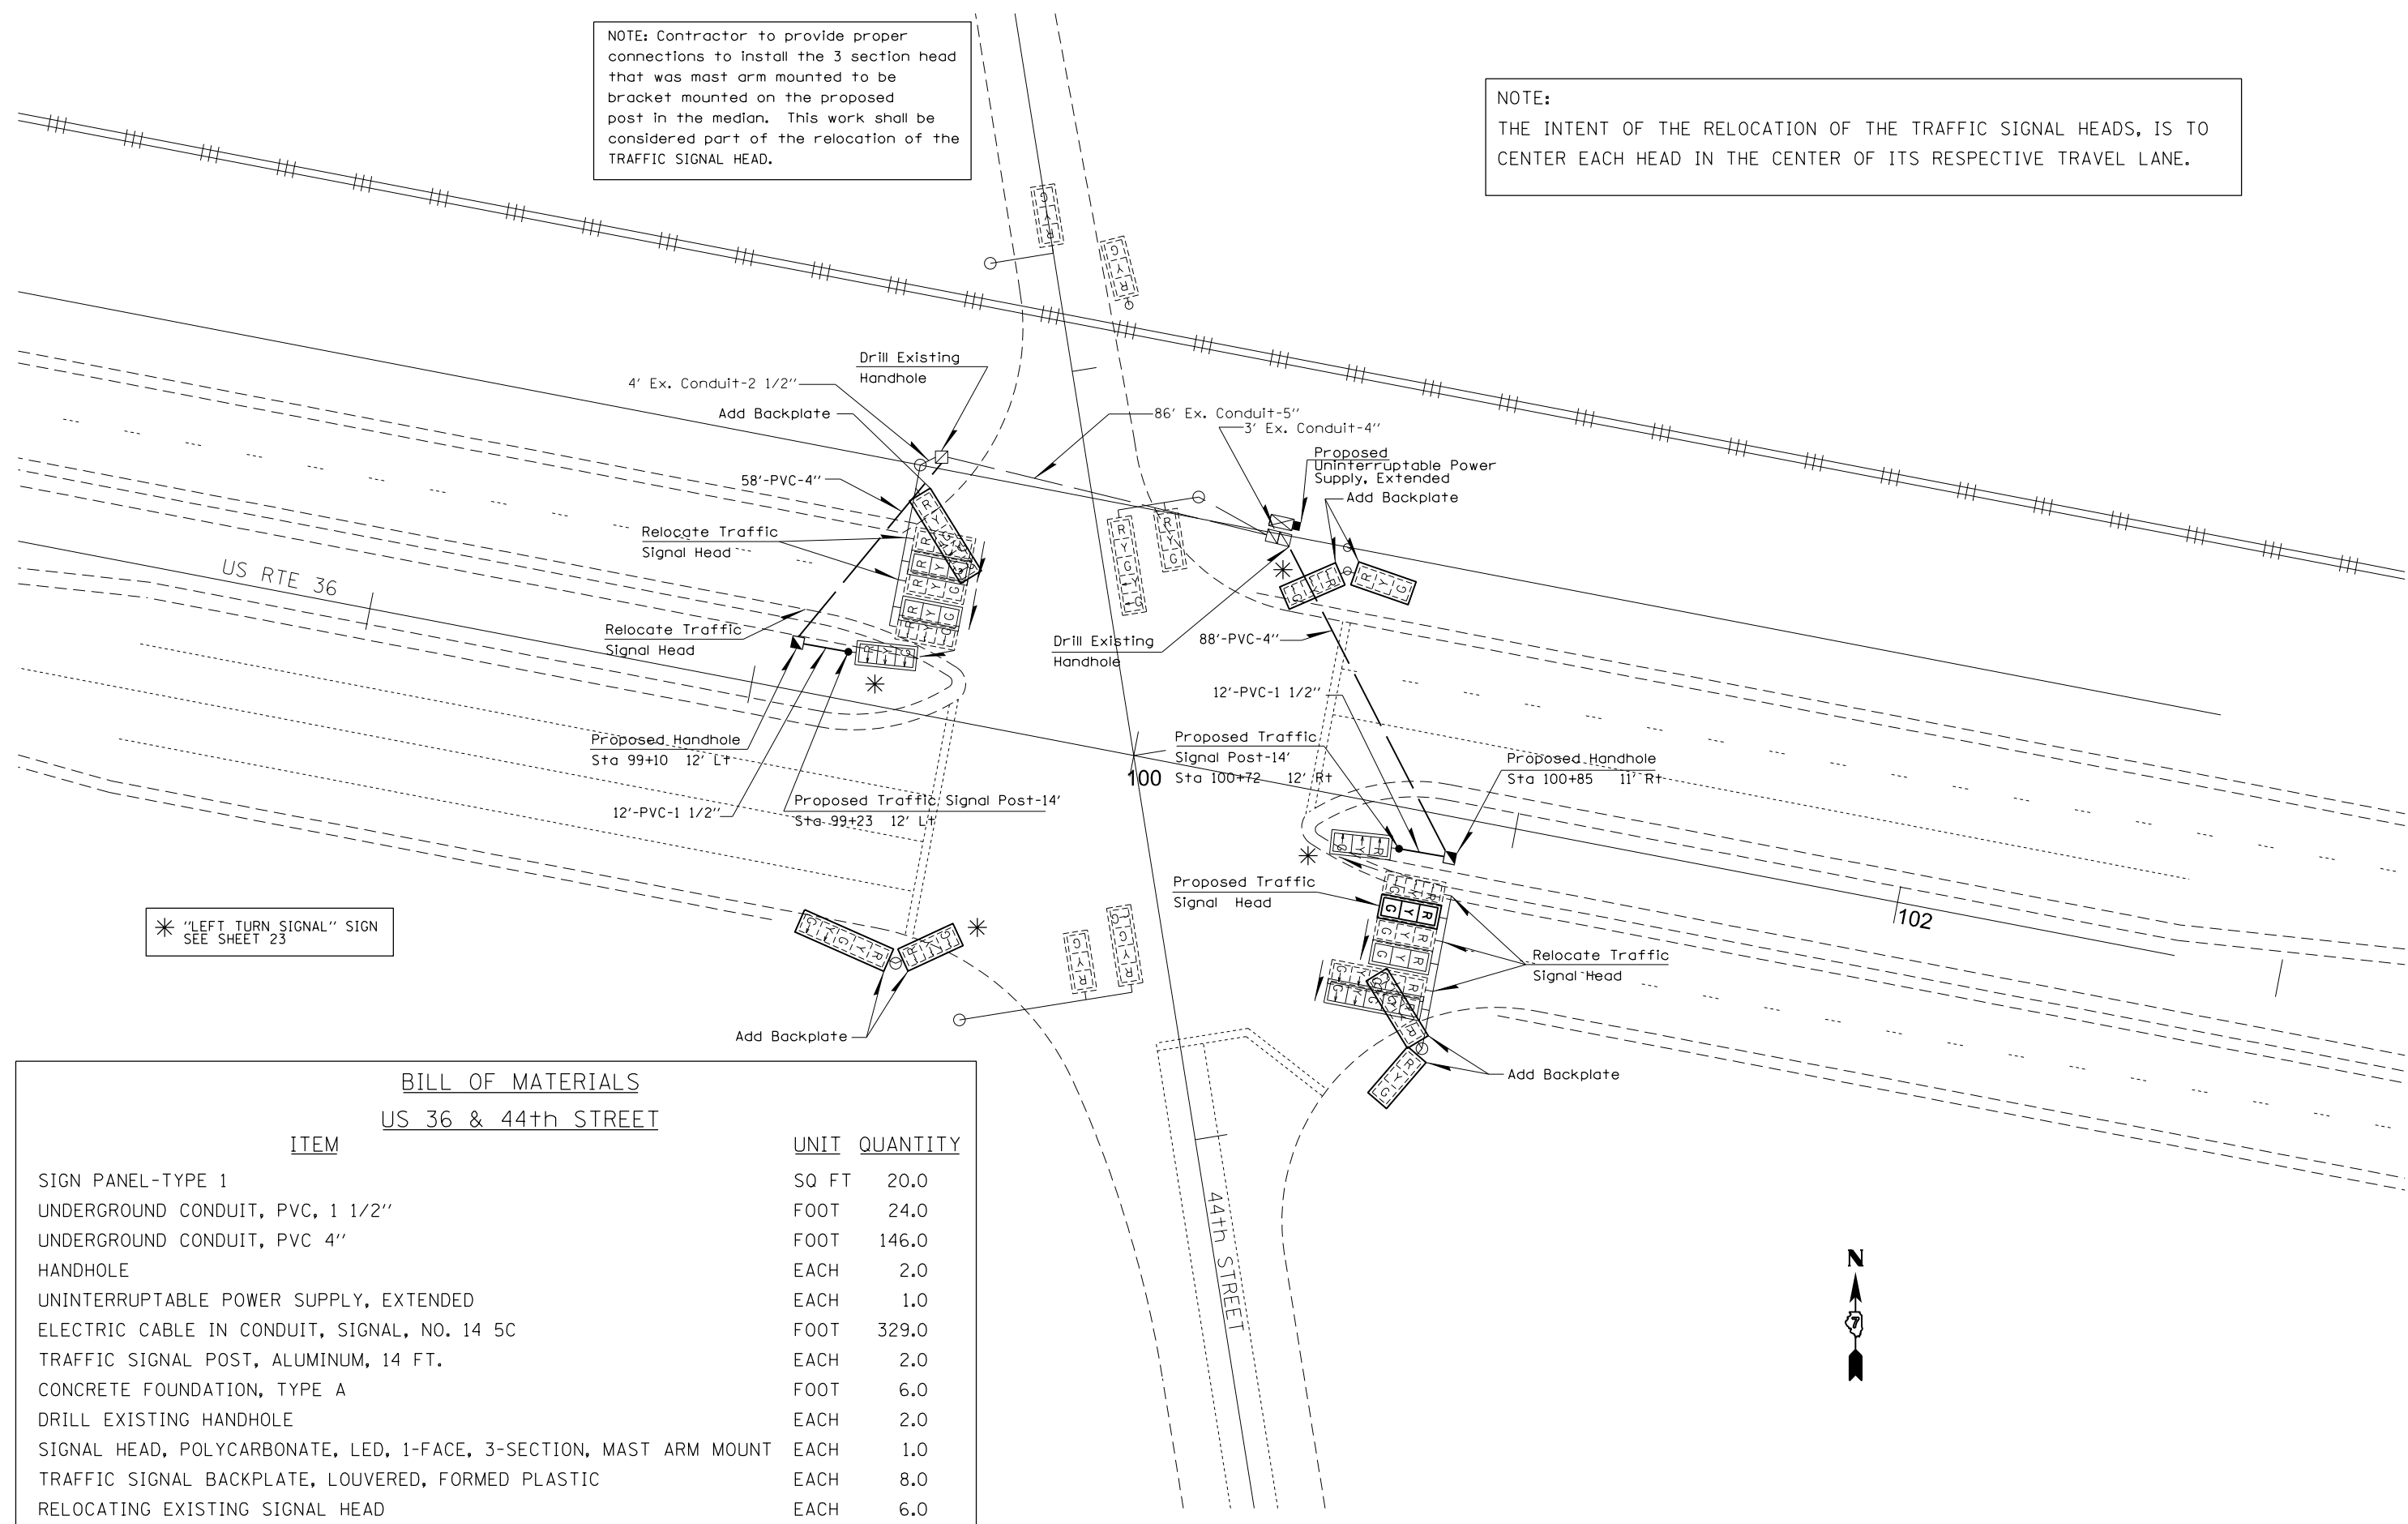 NOTE: Contractor to provide proper
connections to install the 3 section head
that was mast arm mounted to be
bracket mounted on the proposed
post in the median. This work shall be
considered part of the relocation of the
TRAFFIC SIGNAL HEAD.
NOTE:
THE INTENT OF THE RELOCATION OF THE TRAFFIC SIGNAL HEADS, IS TO
CENTER EACH HEAD IN THE CENTER OF ITS RESPECTIVE TRAVEL LANE.
Drill Existing
Handhole
4' Ex. Conduit-2 1/2"
Add Backplate
86' Ex. Conduit-5"
3' Ex. Conduit-4"
Proposed
Uninterruptable Power
Supply, Extended
Add Backplate
58'-PVC-4"
Relocate Traffic
Signal Head
US RTE 36
Relocate Traffic
Signal Head
Drill Existing
Handhole
88'-PVC-4"
12'-PVC-1 1/2"
Proposed Handhole
Sta 99+10 12' Lt
Proposed Traffic
Signal Post-14'
Sta 100+72 12' Rt
100
Proposed Handhole
Sta 100+85 11' Rt
12'-PVC-1 1/2"
Proposed Traffic Signal Post-14'
Sta 99+23 12' Lt
Proposed Traffic
Signal Head
102
"LEFT TURN SIGNAL" SIGN
SEE SHEET 23
Relocate Traffic
Signal Head
Add Backplate
Add Backplate
44th STREET
BILL OF MATERIALS
US 36 & 44th STREET
ITEM UNIT QUANTITY
SIGN PANEL-TYPE 1 SQ FT 20.0
UNDERGROUND CONDUIT, PVC, 1 1/2" FOOT 24.0
UNDERGROUND CONDUIT, PVC 4" FOOT 146.0
HANDHOLE EACH 2.0
UNINTERRUPTABLE POWER SUPPLY, EXTENDED EACH 1.0
ELECTRIC CABLE IN CONDUIT, SIGNAL, NO. 14 5C FOOT 329.0
TRAFFIC SIGNAL POST, ALUMINUM, 14 FT. EACH 2.0
CONCRETE FOUNDATION, TYPE A FOOT 6.0
DRILL EXISTING HANDHOLE EACH 2.0
SIGNAL HEAD, POLYCARBONATE, LED, 1-FACE, 3-SECTION, MAST ARM MOUNT EACH 1.0
TRAFFIC SIGNAL BACKPLATE, LOUVERED, FORMED PLASTIC EACH 8.0
RELOCATING EXISTING SIGNAL HEAD EACH 6.0
N
7